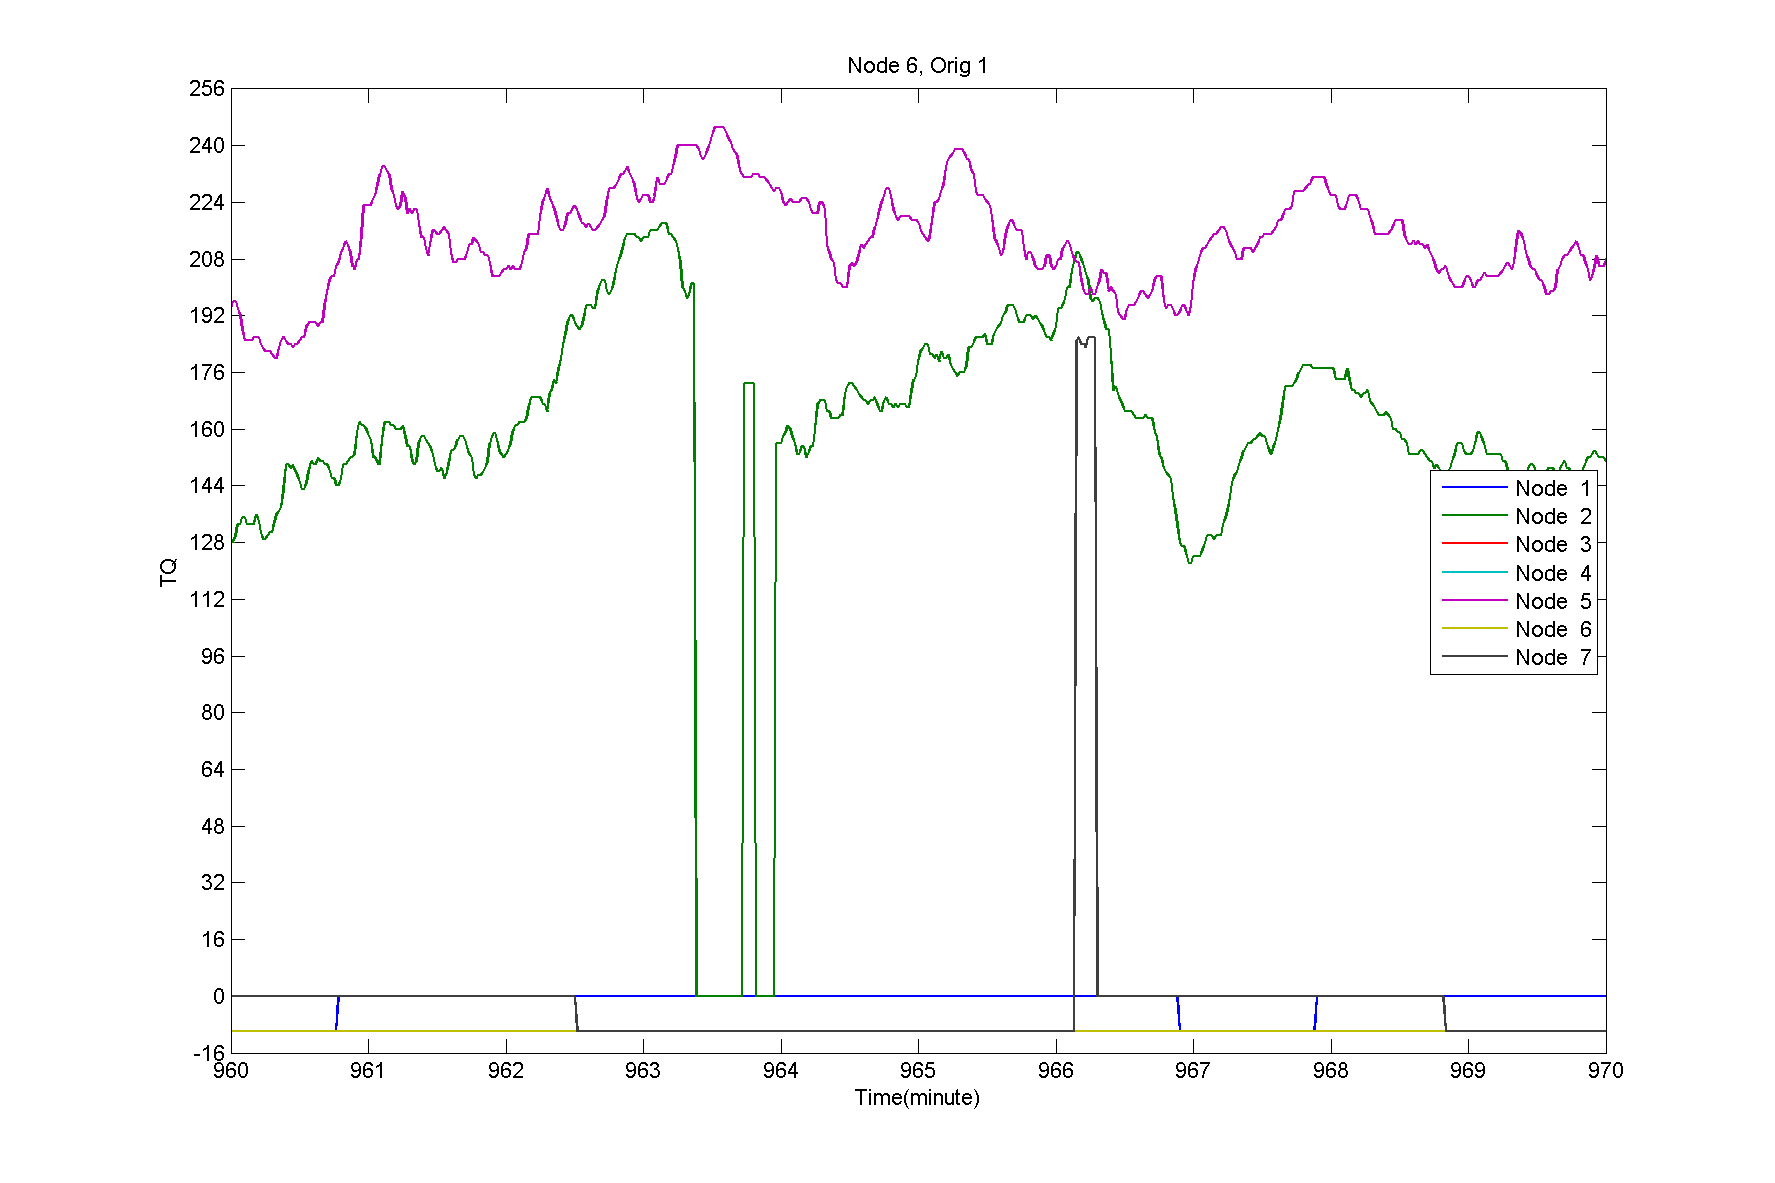 Node 6, Orig 1
256
240
224
208
192
176
160
144
128
112
96
80
64
48
32
16
0
-16
TQ
Node 1
Node 2
Node 3
Node 4
Node 5
Node 6
Node 7
960 961 962 963 964 965 966 967 968 969 970
Time(minute)